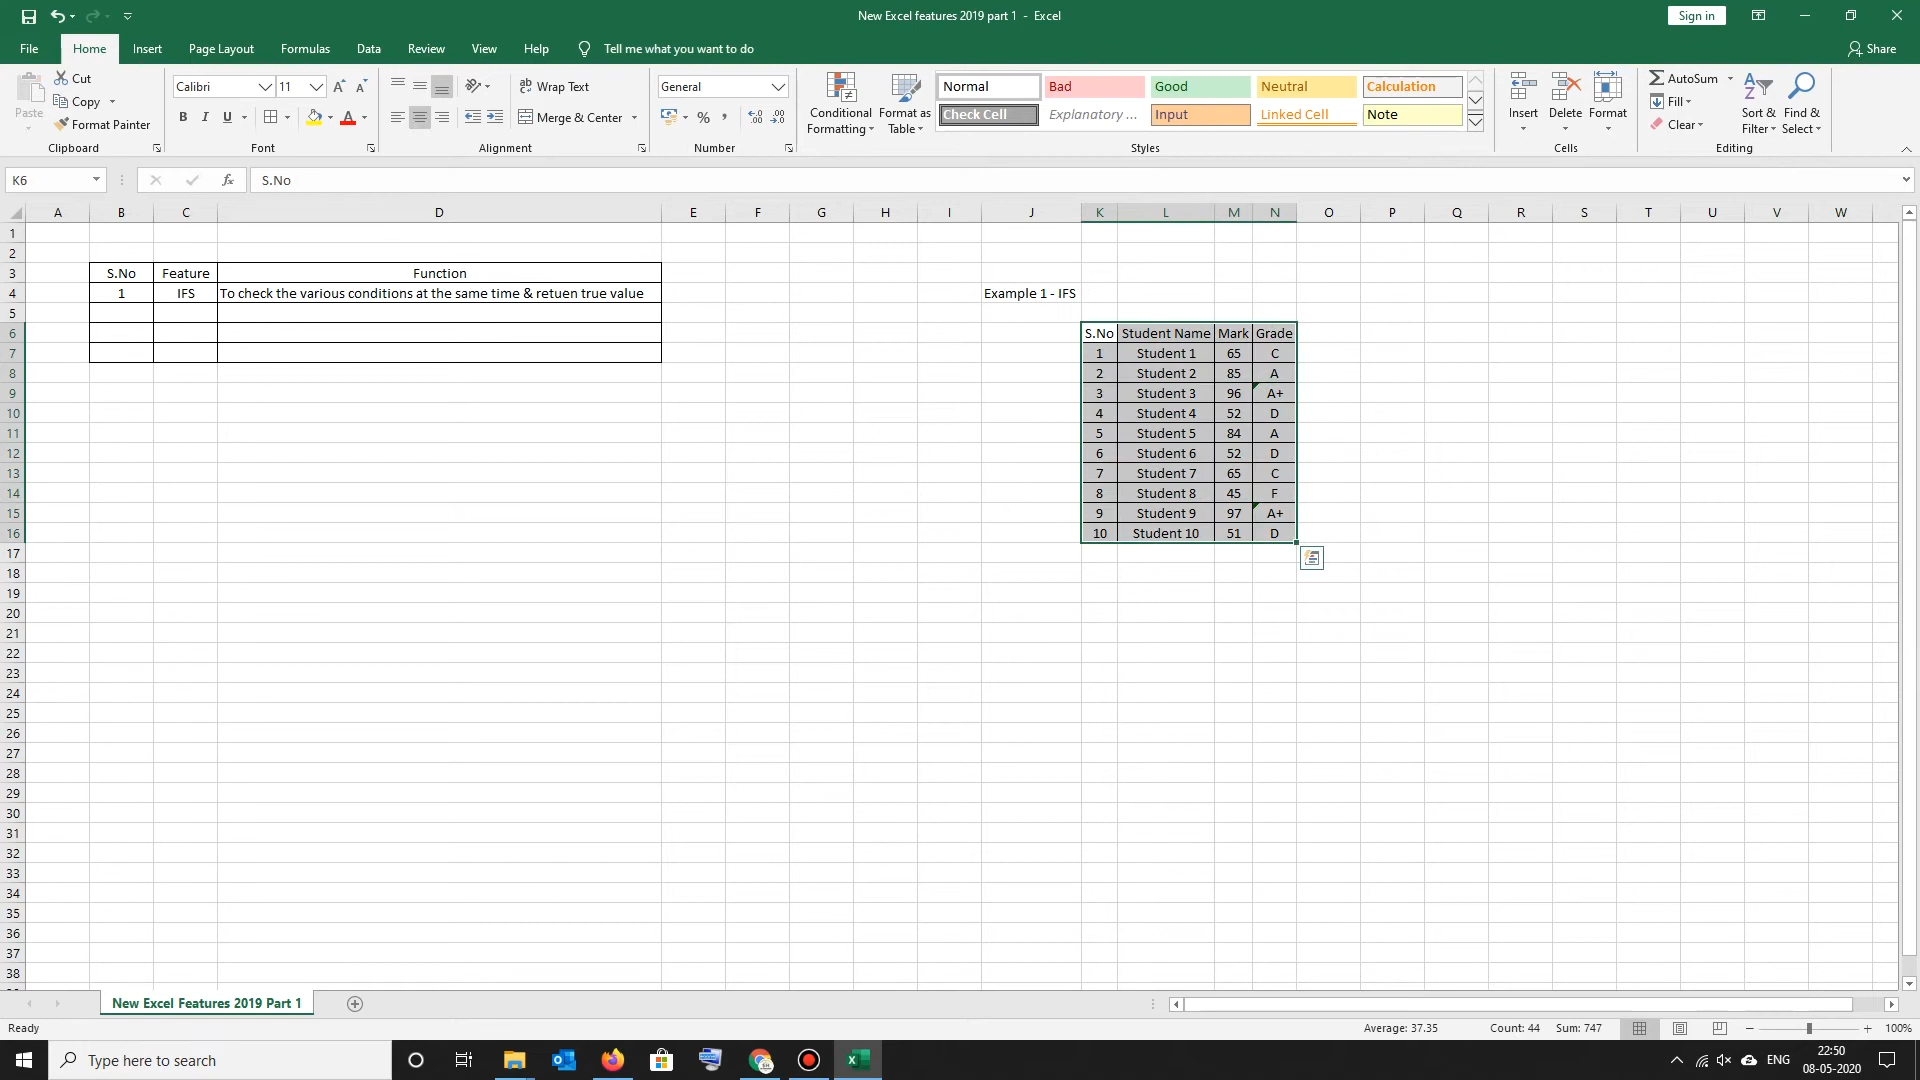 New Excel features 2019 part 1 - Excel
Sign in
File Home Insert Page Layout Formulas Data Review View Help Tell me what you want to do Share
Paste
Cut
Copy
Format Painter
Clipboard
Calibri 11
B I U
Font
Wrap Text
Merge & Center
Alignment
General
Number
Conditional Formatting
Format as Table
Normal Bad Good Neutral Calculation
Check Cell Explanatory ... Input Linked Cell Note
Styles
Insert Delete Format
Cells
AutoSum
Fill
Clear
Sort & Filter
Find & Select
Editing
K6 fx S.No
A B C D E F G H I J K L M N O P Q R S T U V W
1
2
3 S.No Feature Function
4 1 IFS To check the various conditions at the same time & retuen true value Example 1 - IFS
5
6 S.No Student Name Mark Grade
7 1 Student 1 65 C
8 2 Student 2 85 A
9 3 Student 3 96 A+
10 4 Student 4 52 D
11 5 Student 5 84 A
12 6 Student 6 52 D
13 7 Student 7 65 C
14 8 Student 8 45 F
15 9 Student 9 97 A+
16 10 Student 10 51 D
17
18
19
20
21
22
23
24
25
26
27
28
29
30
31
32
33
34
35
36
37
38
New Excel Features 2019 Part 1
Ready Average: 37.35 Count: 44 Sum: 747 100%
Type here to search
ENG
22:50
08-05-2020